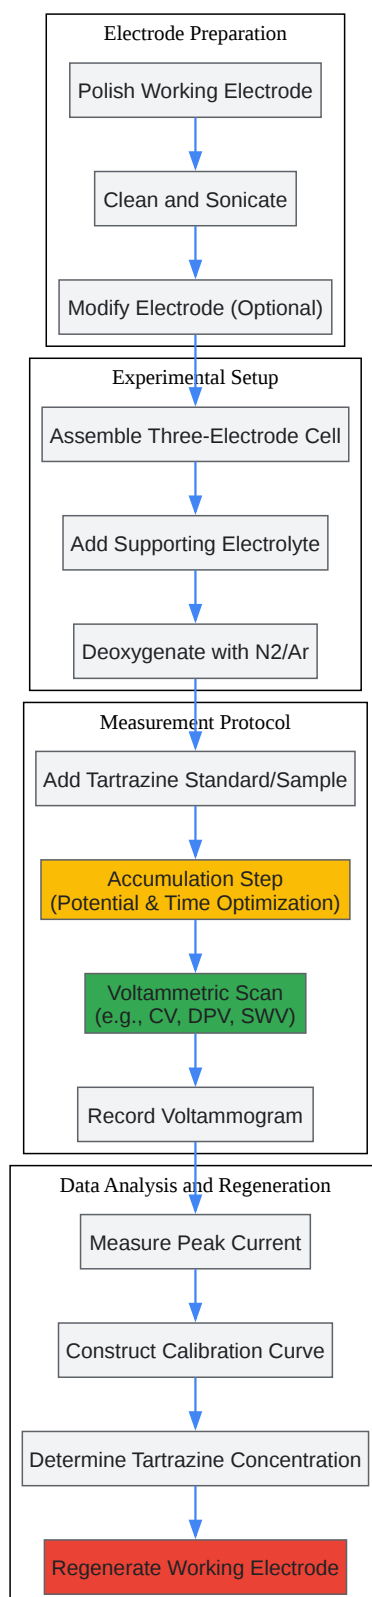 Electrode Preparation
Polish Working Electrode
Clean and Sonicate
Modify Electrode (Optional)
Experimental Setup
Assemble Three-Electrode Cell
Add Supporting Electrolyte
Deoxygenate with N2/Ar
Measurement Protocol
Add Tartrazine Standard/Sample
Accumulation Step
(Potential & Time Optimization)
Voltammetric Scan
(e.g., CV, DPV, SWV)
Record Voltammogram
Data Analysis and Regeneration
Measure Peak Current
Construct Calibration Curve
Determine Tartrazine Concentration
Regenerate Working Electrode